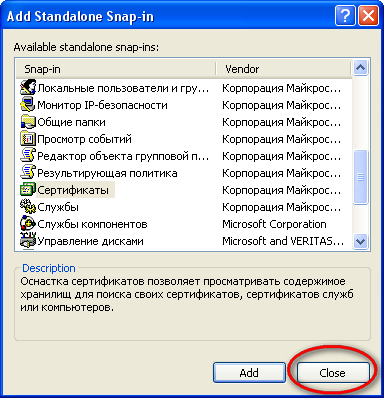 Add Standalone Snap-in
Available standalone snap-ins:
Snap-in Vendor
Локальные пользователи и гру... Корпорация Майкрос...
Монитор IP-безопасности Корпорация Майкрос...
Общие папки Корпорация Майкрос...
Просмотр событий Корпорация Майкрос...
Редактор объекта групповой п... Корпорация Майкрос...
Результирующая политика Корпорация Майкрос...
Сертификаты Корпорация Майкрос...
Службы Корпорация Майкрос...
Службы компонентов Microsoft Corporation
Управление дисками Microsoft and VERITAS...
Description
Оснастка сертификатов позволяет просматривать содержимое
хранилищ для поиска своих сертификатов, сертификатов служб
или компьютеров.
Add Close